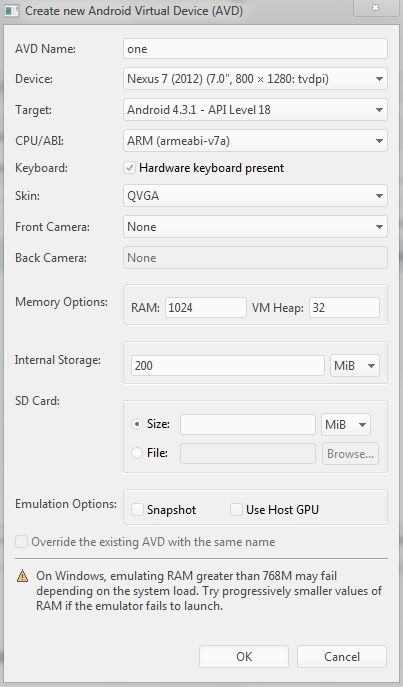 Create new Android Virtual Device (AVD)
AVD Name: one
Device: Nexus 7 (2012) (7.0", 800 × 1280: tvdpi)
Target: Android 4.3.1 - API Level 18
CPU/ABI: ARM (armeabi-v7a)
Keyboard: Hardware keyboard present
Skin: QVGA
Front Camera: None
Back Camera: None
Memory Options: RAM: 1024 VM Heap: 32
Internal Storage: 200 MiB
SD Card:
Size: MiB
File: Browse...
Emulation Options: Snapshot Use Host GPU
Override the existing AVD with the same name
On Windows, emulating RAM greater than 768M may fail
depending on the system load. Try progressively smaller values of
RAM if the emulator fails to launch.
OK Cancel